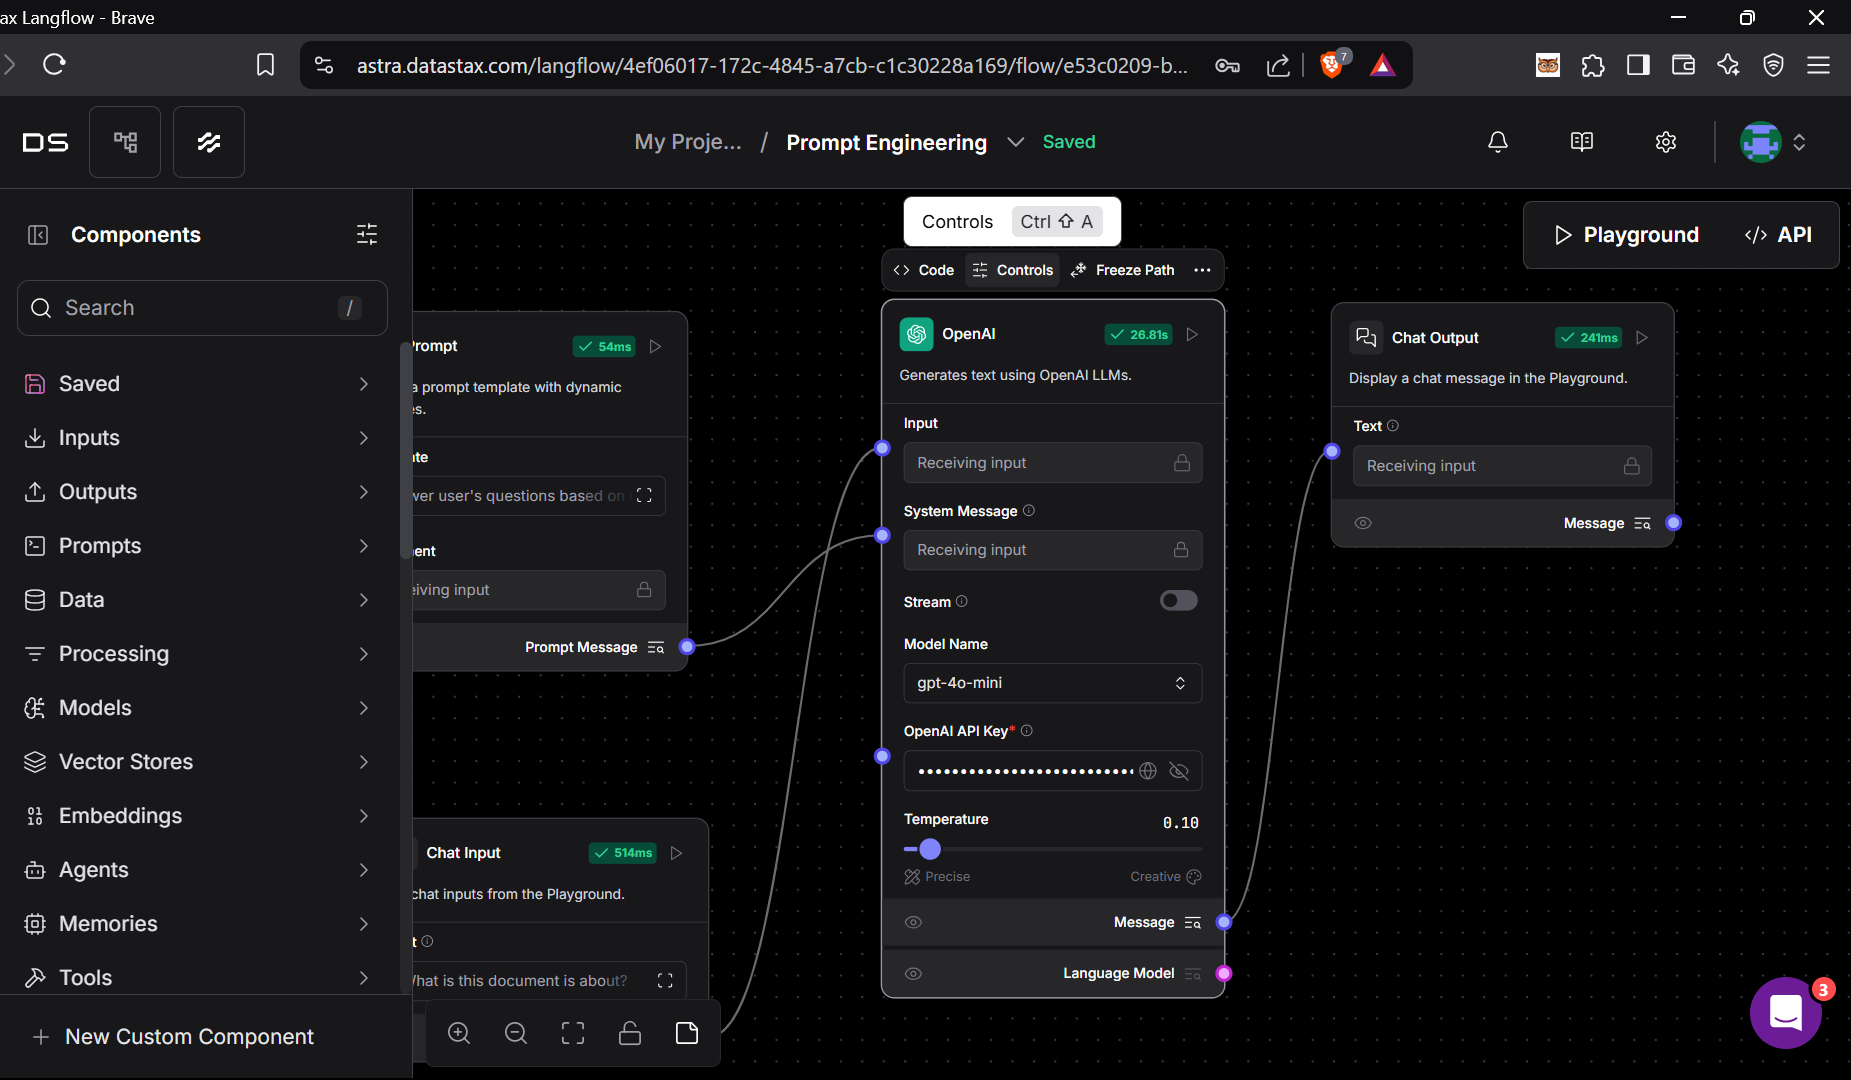 ax Langflow - Brave
astra.datastax.com/langflow/4ef06017-172c-4845-a7cb-c1c30228a169/flow/e53c0209-b...
7
DS
My Proje... / Prompt Engineering Saved
Components
Search /
Saved
Inputs
Outputs
Prompts
Data
Processing
Models
Vector Stores
Embeddings
Agents
Memories
Tools
+ New Custom Component
Controls Ctrl ⇧ A
Playground
</> API
<> Code Controls Freeze Path ...
Prompt
54ms
a prompt template with dynamic
s.
te
wer user's questions based on
ent
eiving input
Prompt Message
Chat Input
514ms
chat inputs from the Playground.
t
What is this document is about?
OpenAI
26.81s
Generates text using OpenAI LLMs.
Input
Receiving input
System Message
Receiving input
Stream
Model Name
gpt-4o-mini
OpenAI API Key*
••••••••••••••••••••••••••
Temperature
0.10
Precise
Creative
Message
Language Model
Chat Output
241ms
Display a chat message in the Playground.
Text
Receiving input
Message
3